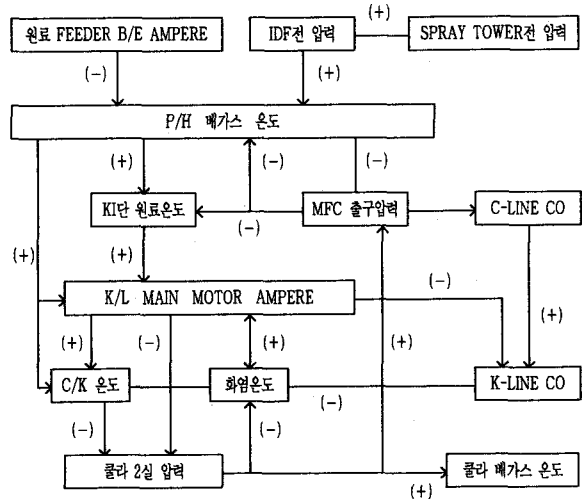 원료 FEEDER B/E AMPERE
IDF전 압력
(+)
SPRAY TOWER전 압력
(-)
(+)
P/H 배가스 온도
(+)
(-)
(-)
KI단 원료온도
MFC 출구압력
C-LINE CO
(-)
(+)
(+)
(-)
K/L MAIN MOTOR AMPERE
(+)
(+)
(-)
(+)
(+)
C/K 온도
화염온도
K-LINE CO
(-)
(-)
(-)
쿨라 2실 압력
쿨라 배가스 온도
(+)